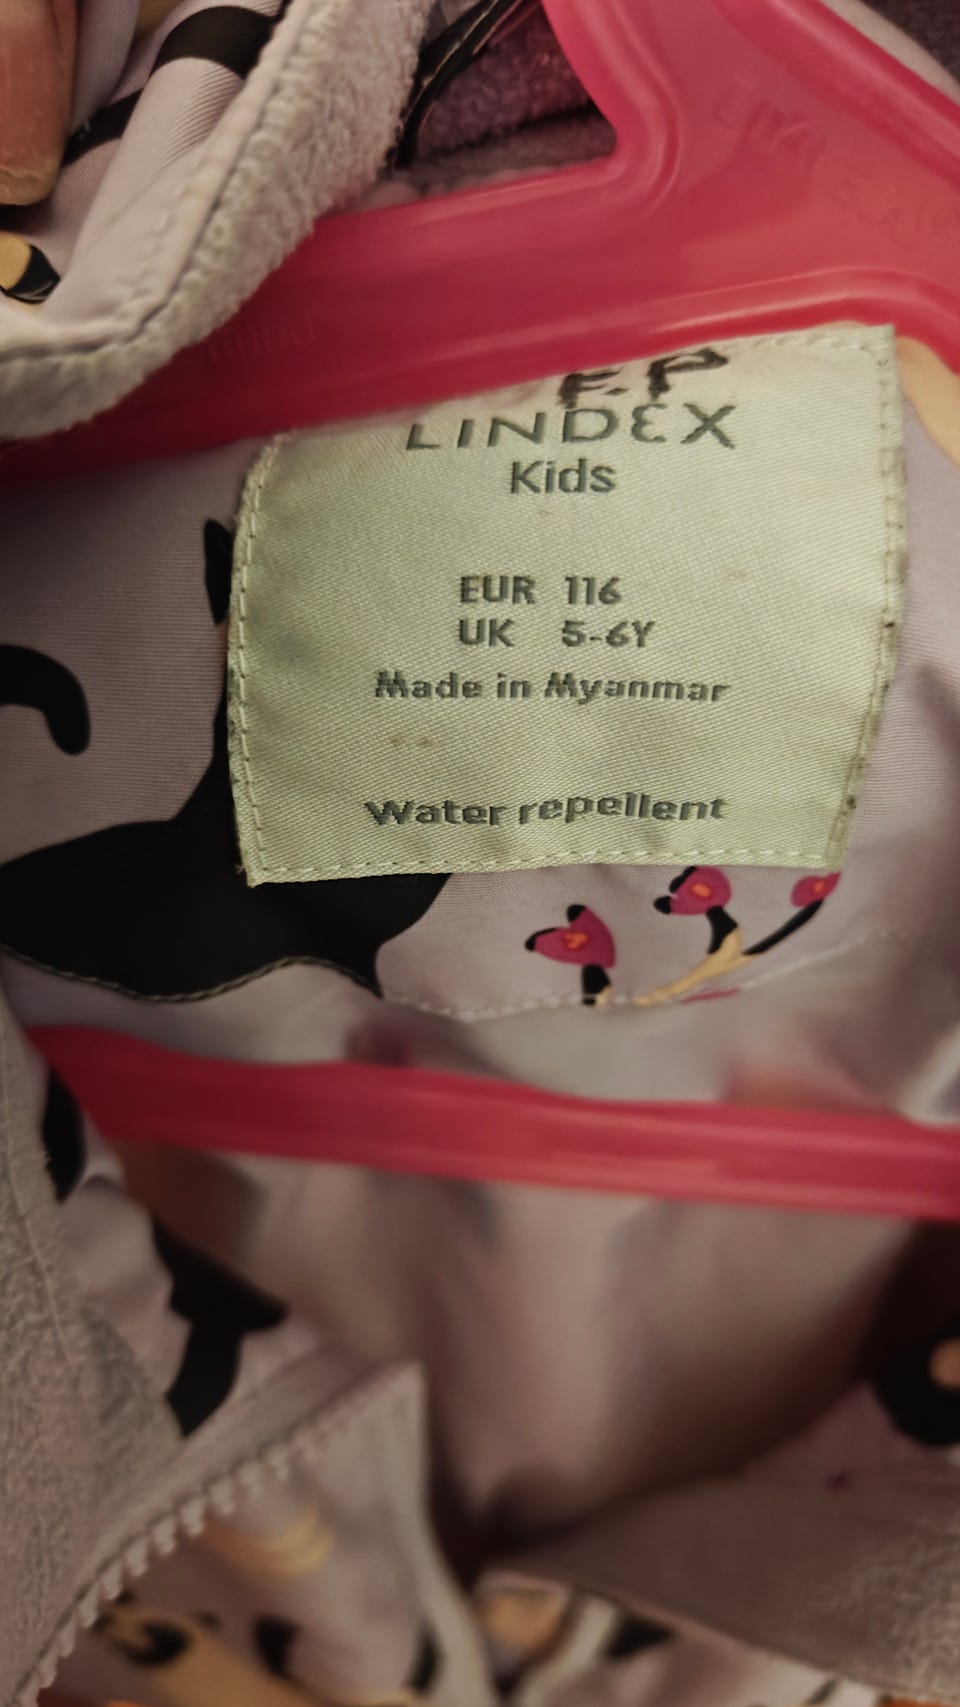 F.P
LINDEX
Kids
EUR 116
UK 5-6Y
Made in Myanmar
Water repellent